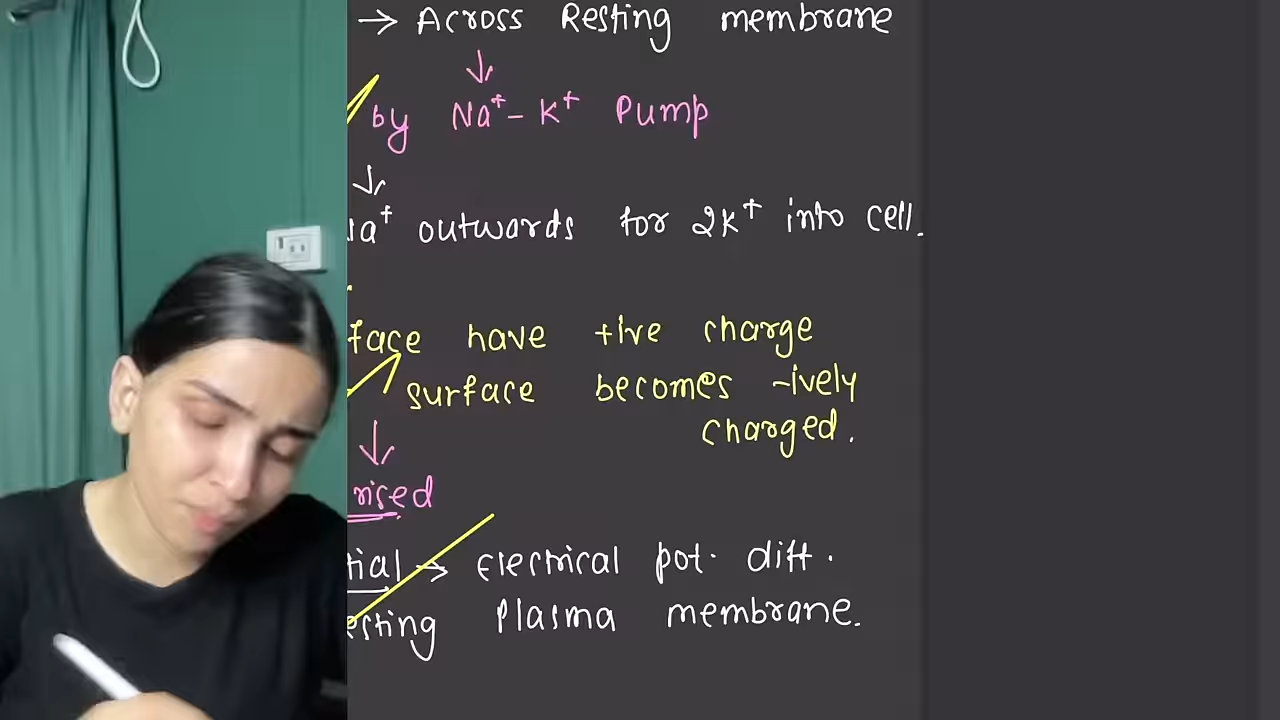 → Across Resting membrane
↓
by Na⁺ - K⁺ Pump
↓
a⁺ outwards for 2K⁺ into cell.
face have +ive charge
surface becomes -ively
charged.
↓
rised
tial → Electrical pot. diff.
esting Plasma membrane.